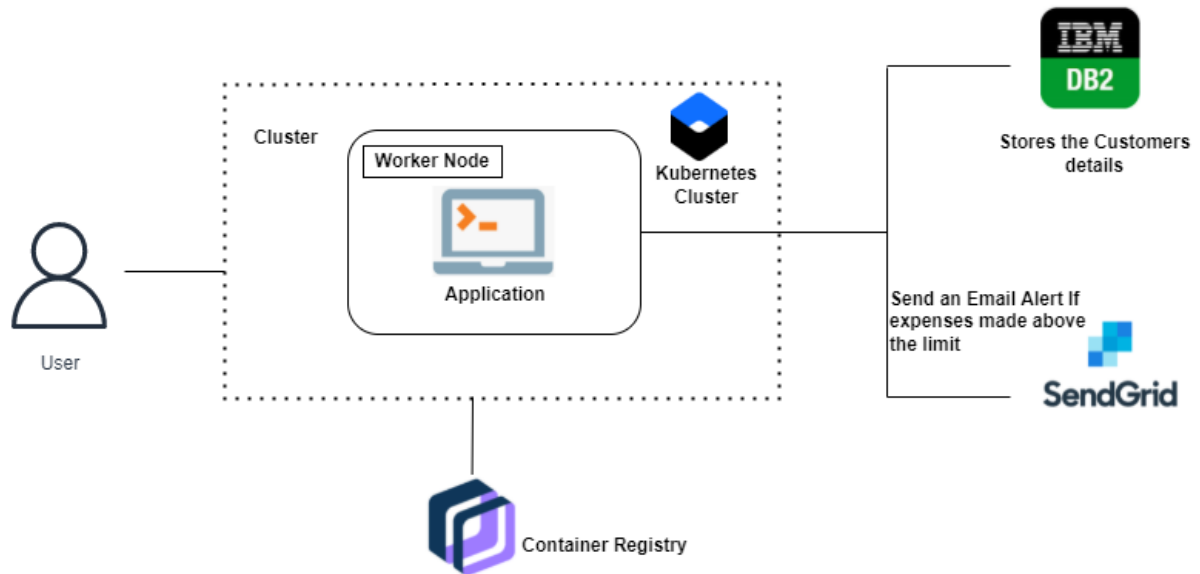 IBM
DB2
Stores the Customers
details
Cluster
Worker Node
Kubernetes
Cluster
Application
User
Send an Email Alert If
expenses made above
the limit
SendGrid
Container Registry